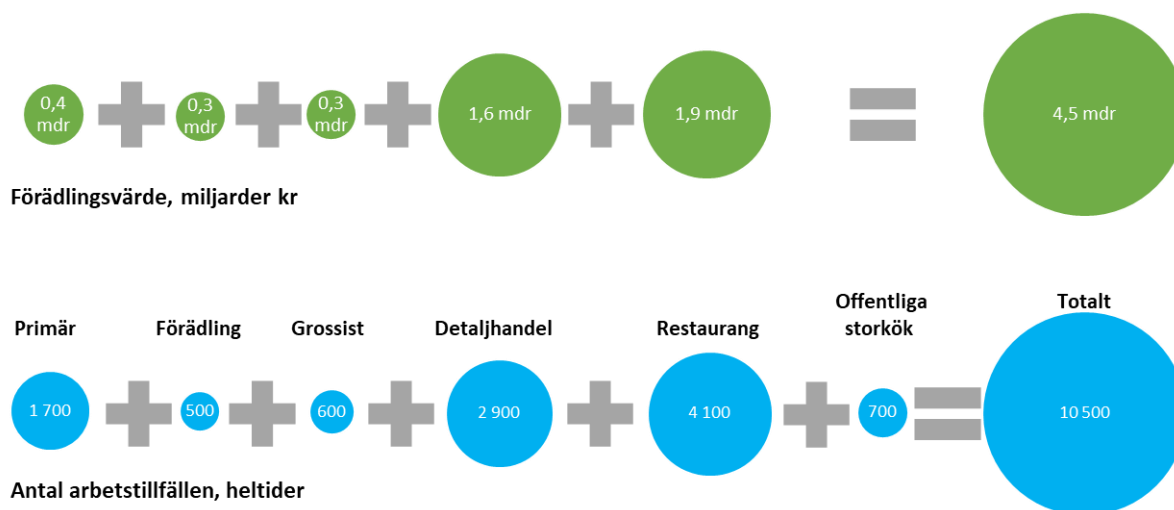 0,4
mdr
0,3
mdr
0,3
mdr
1,6 mdr
1,9 mdr
4,5 mdr
Förädlingsvärde, miljarder kr
Primär
Förädling
Grossist
Detaljhandel
Restaurang
Offentliga
storkök
Totalt
1 700
500
600
2 900
4 100
700
10 500
Antal arbetstillfällen, heltider